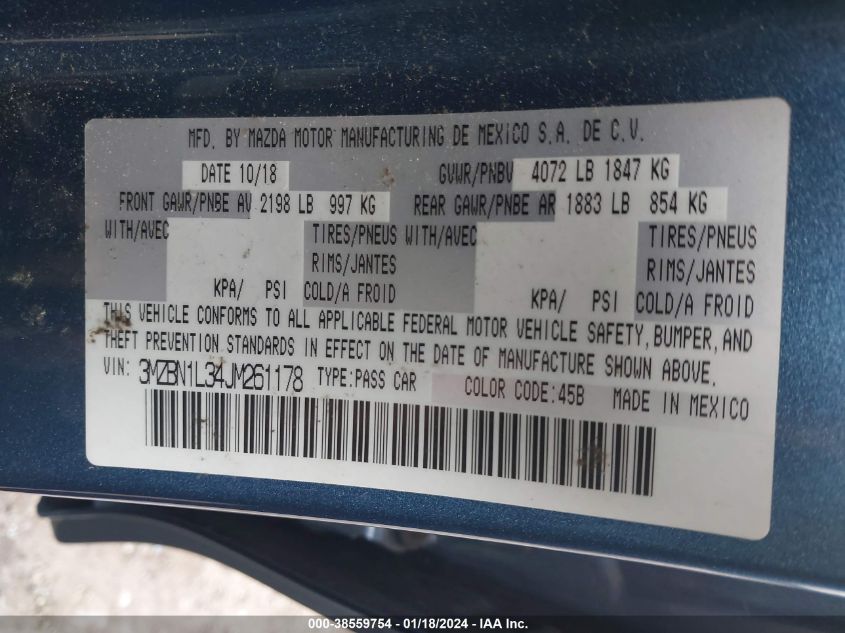 MFD. BY MAZDA MOTOR MANUFACTURING DE MEXICO S.A. DE C.V.
DATE 10/18 GVWR/PNBV 4072 LB 1847 KG
FRONT GAWR/PNBE AV 2198 LB 997 KG REAR GAWR/PNBE AR 1883 LB 854 KG
WITH/AVEC TIRES/PNEUS WITH/AVEC TIRES/PNEUS
RIMS/JANTES RIMS/JANTES
KPA/ PSI COLD/A FROID KPA/ PSI COLD/A FROID
THIS VEHICLE CONFORMS TO ALL APPLICABLE FEDERAL MOTOR VEHICLE SAFETY, BUMPER, AND
THEFT PREVENTION STANDARDS IN EFFECT ON THE DATE OF MANUFACTURE SHOWN ABOVE.
VIN: 3MZBN1L34JM261178 TYPE:PASS CAR COLOR CODE:45B MADE IN MEXICO
000-38559754 - 01/18/2024 - IAA Inc.